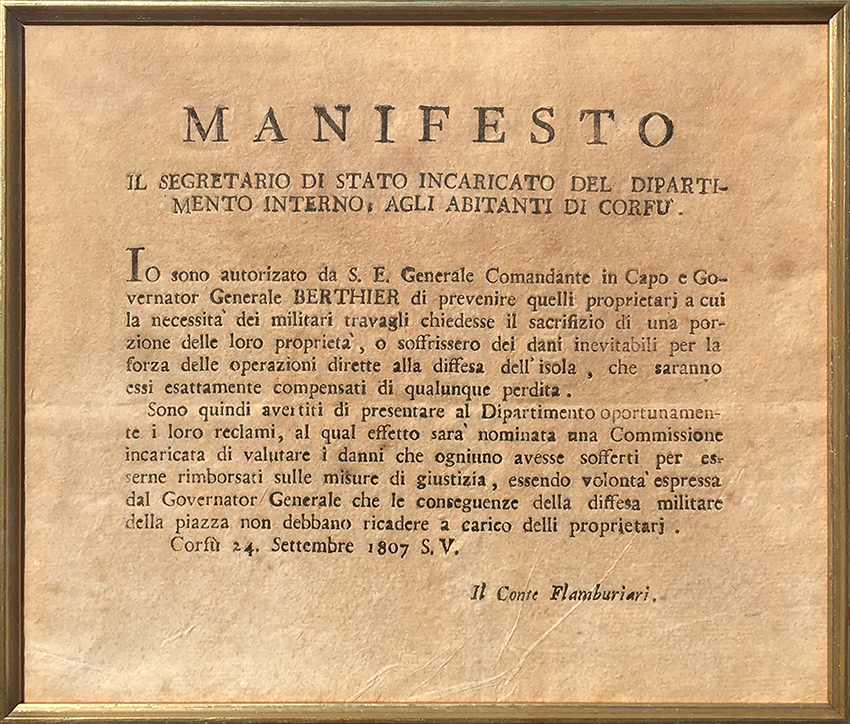 MANIFESTO
IL SEGRETARIO DI STATO INCARICATO DEL DIPARTI-
MENTO INTERNO, AGLI ABITANTI DI CORFU`.
IO sono autorizato da S. E. Generale Comandante in Capo e Go-
vernator Generale BERTHIER di prevenire quelli proprietarj a cui
la necessita` dei militari travagli chiedesse il sacrifizio di una por-
zione delle loro proprieta`, o soffrissero dei dani inevitabili per la
forza delle operazioni dirette alla diffesa dell'isola, che saranno
essi esattamente compensati di qualunque perdita.
Sono quindi avertiti di presentare al Dipartimento oportunamen-
te i loro reclami, al qual effetto sara` nominata una Commissione
incaricata di valutare i danni che ogniuno avesse sofferti per es-
serne rimborsati sulle misure di giustizia, essendo volonta` espressa
dal Governator Generale che le conseguenze della diffesa militare
della piazza non debbano ricadere a carico delli proprietarj.
Corfù 24. Settembre 1807 S. V.
Il Conte Flamburiari.